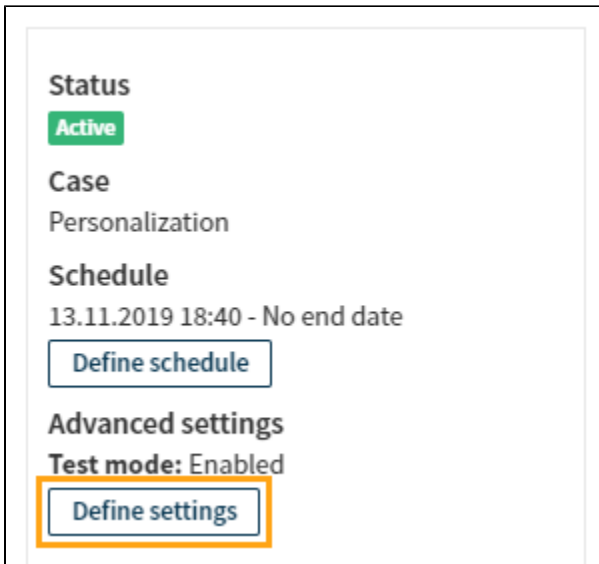 Status
Active
Case
Personalization
Schedule
13.11.2019 18:40 - No end date
Define schedule
Advanced settings
Test mode: Enabled
Define settings